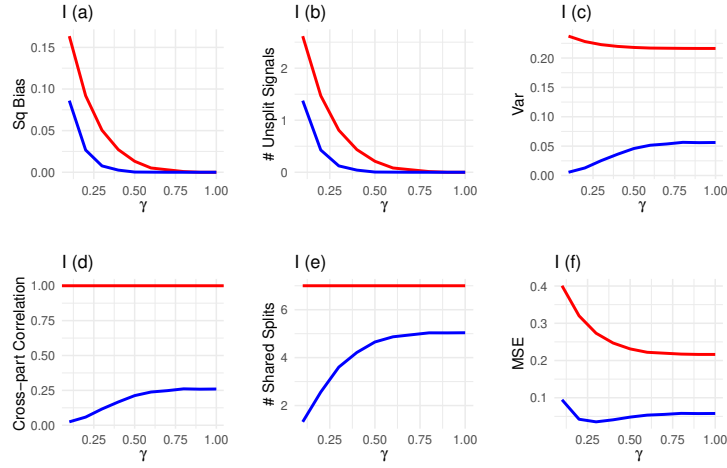 I (a)
Sq Bias
0.15
0.10
0.05
0.00
0.25 0.50 0.75 1.00
γ
I (b)
# Unsplit Signals
2
1
0
0.25 0.50 0.75 1.00
γ
I (c)
Var
0.20
0.15
0.10
0.05
0.00
0.25 0.50 0.75 1.00
γ
I (d)
Cross−part Correlation
1.00
0.75
0.50
0.25
0.00
0.25 0.50 0.75 1.00
γ
I (e)
# Shared Splits
6
4
2
0.25 0.50 0.75 1.00
γ
I (f)
MSE
0.4
0.3
0.2
0.1
0.25 0.50 0.75 1.00
γ